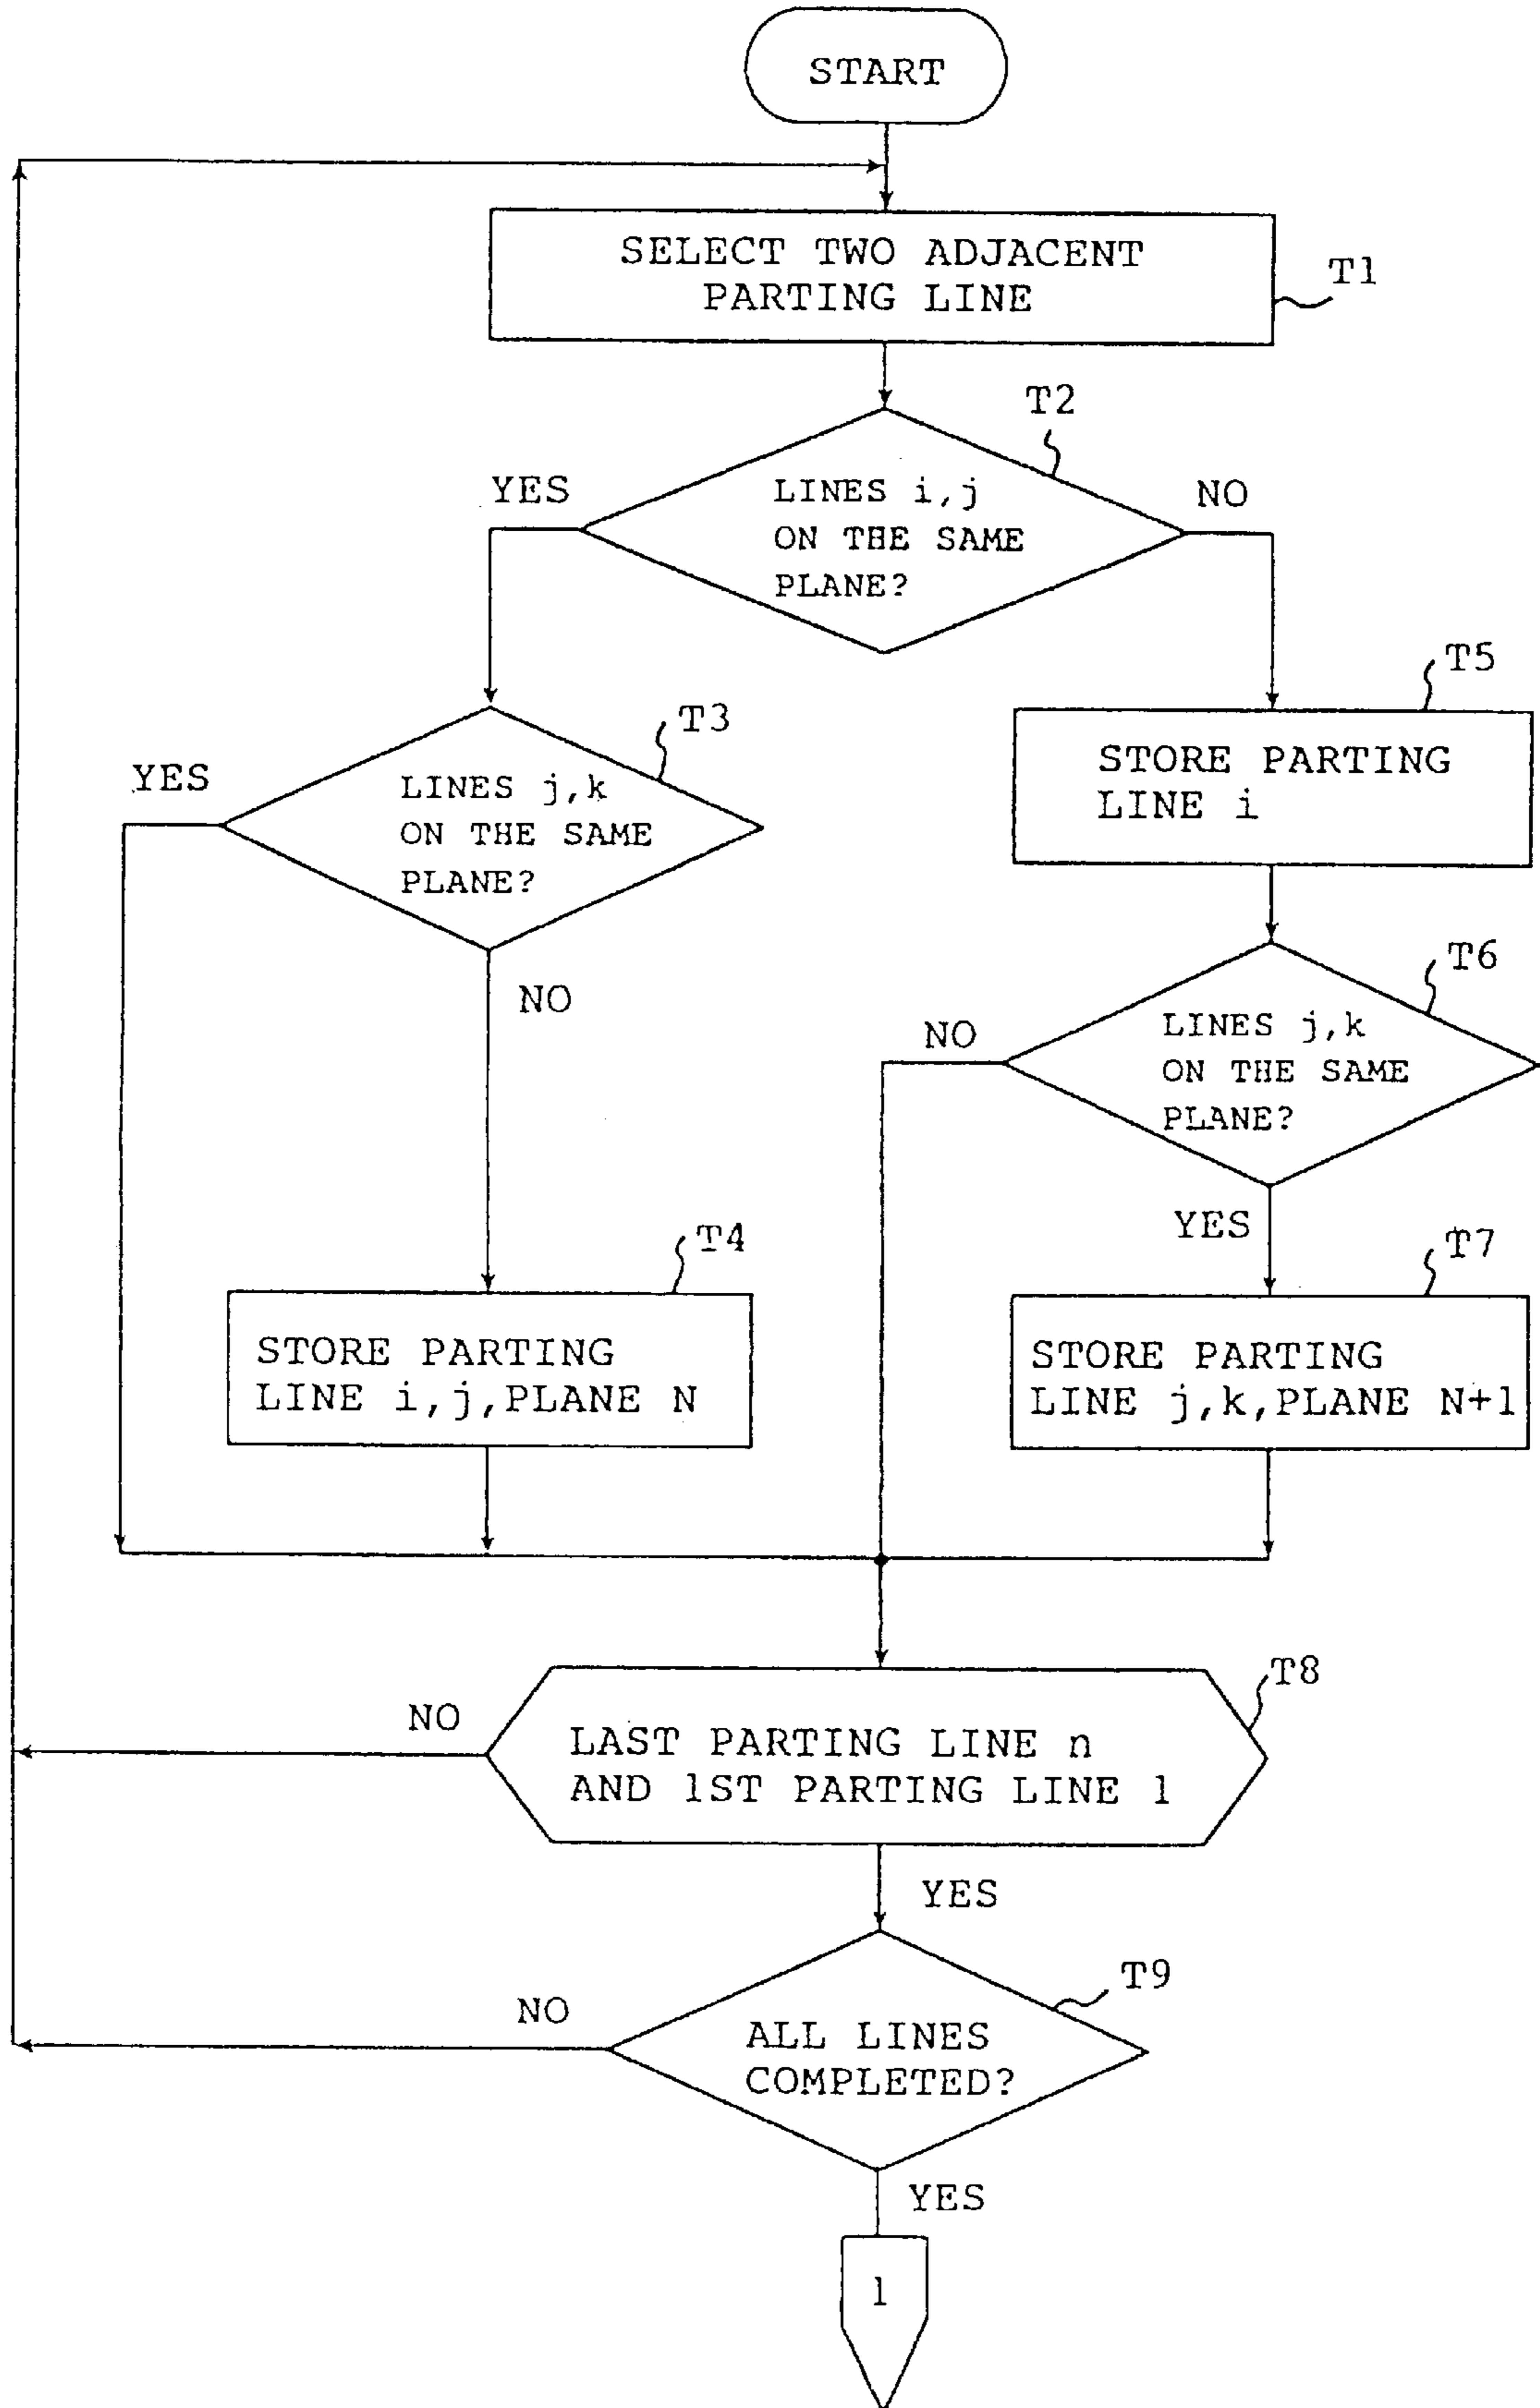 START
SELECT TWO ADJACENT
PARTING LINE
T1
T2
YES
LINES i,j
ON THE SAME
PLANE?
NO
T3
YES
LINES j,k
ON THE SAME
PLANE?
NO
T5
STORE PARTING
LINE i
T6
NO
LINES j,k
ON THE SAME
PLANE?
YES
T4
STORE PARTING
LINE i,j,PLANE N
T7
STORE PARTING
LINE j,k,PLANE N+1
T8
NO
LAST PARTING LINE n
AND 1ST PARTING LINE 1
YES
T9
NO
ALL LINES
COMPLETED?
YES
1